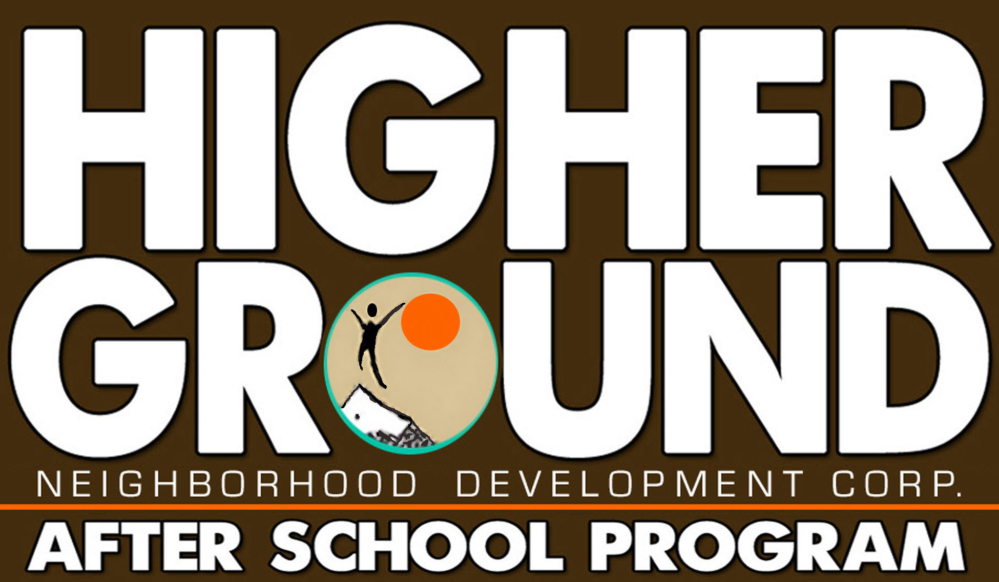 HIGHER
GROUND
NEIGHBORHOOD DEVELOPMENT CORP.
AFTER SCHOOL PROGRAM